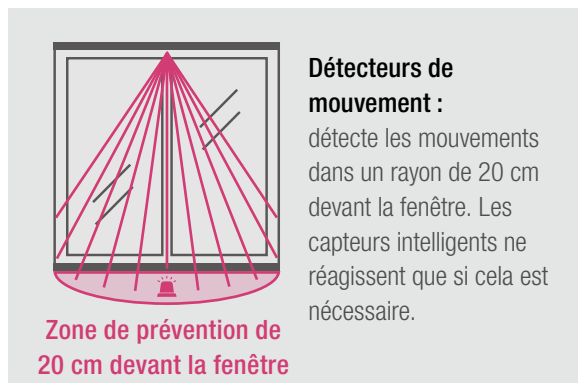 Détecteurs de
mouvement :
détecte les mouvements
dans un rayon de 20 cm
devant la fenêtre. Les
capteurs intelligents ne
réagissent que si cela est
nécessaire.
Zone de prévention de
20 cm devant la fenêtre